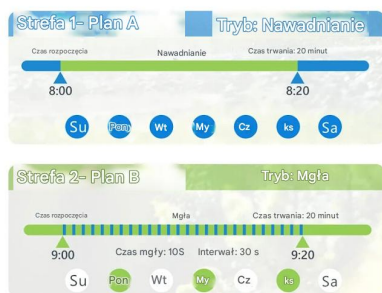 Strefa 1- Plan A
Tryb: Nawadnianie
Czas rozpoczęcia Nawadnianie Czas trwania: 20 minut
8:00 8:20
Su Pon Wt My Cz ks Sa
Strefa 2- Plan B
Tryb: Mgła
Czas rozpoczęcia Mgła Czas trwania: 20 minut
9:00 Czas mgły: 10S Interwał: 30 s 9:20
Su Pon Wt My Cz ks Sa